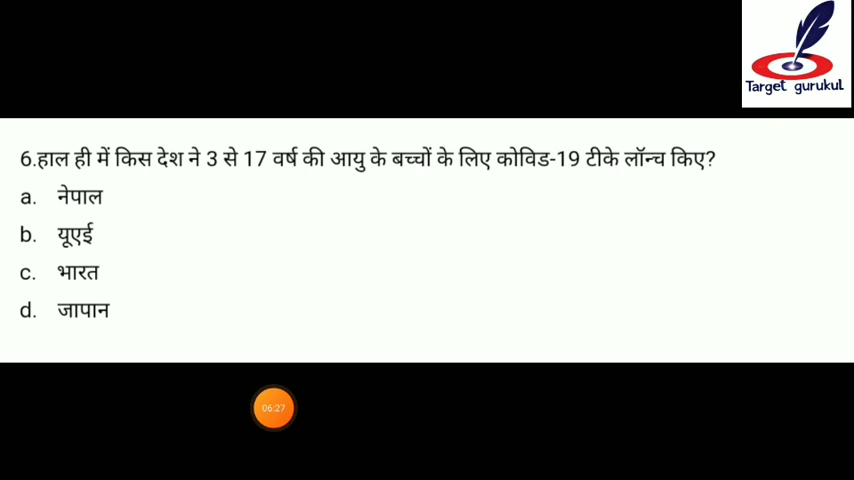 Target gurukul
6.हाल ही में किस देश ने 3 से 17 वर्ष की आयु के बच्चों के लिए कोविड-19 टीके लॉन्च किए?
a. नेपाल
b. यूएई
c. भारत
d. जापान
06:27